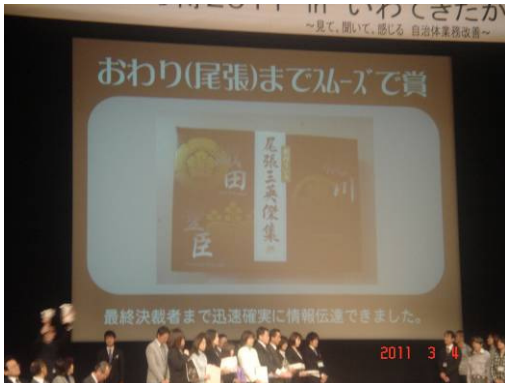 2011 in いわてきたか
～見て、聞いて、感じる 自治体業務改善～
おわり(尾張)までｽﾑｰｽﾞで賞
田
臣
尾張三英傑集
川
最終決裁者まで迅速確実に情報伝達できました。
2011 3 4